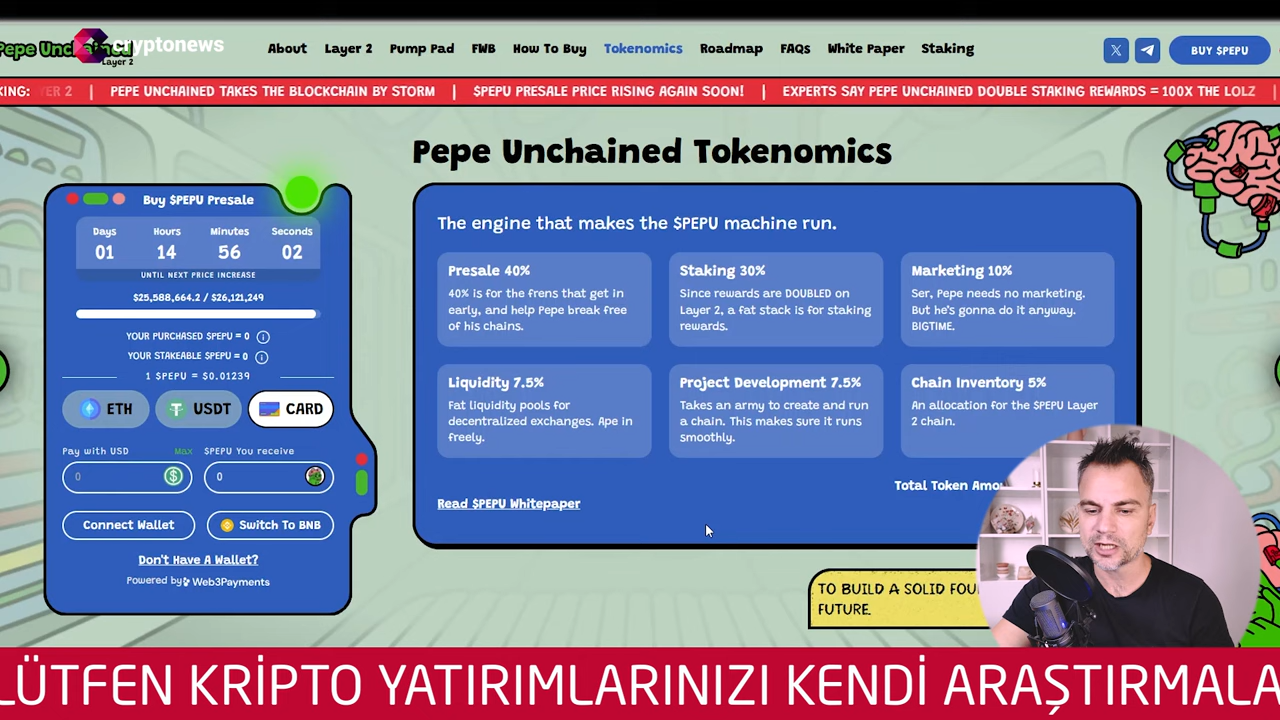 Pepe Unchained
Layer 2
cryptonews
About Layer 2 Pump Pad FWB How To Buy Tokenomics Roadmap FAQs White Paper Staking
BUY $PEPU
KING: ER 2 | PEPE UNCHAINED TAKES THE BLOCKCHAIN BY STORM | $PEPU PRESALE PRICE RISING AGAIN SOON! | EXPERTS SAY PEPE UNCHAINED DOUBLE STAKING REWARDS = 100X THE LOLZ |
Pepe Unchained Tokenomics
Buy $PEPU Presale
Days Hours Minutes Seconds
01 14 56 02
UNTIL NEXT PRICE INCREASE
$25,588,664.2 / $26,121,249
YOUR PURCHASED $PEPU = 0
YOUR STAKEABLE $PEPU = 0
1 $PEPU = $0.01239
ETH USDT CARD
Pay with USD Max $PEPU You receive
0 0
Connect Wallet Switch To BNB
Don't Have A Wallet?
Powered by Web3Payments
The engine that makes the $PEPU machine run.
Presale 40%
40% is for the frens that get in
early, and help Pepe break free
of his chains.
Staking 30%
Since rewards are DOUBLED on
Layer 2, a fat stack is for staking
rewards.
Marketing 10%
Ser, Pepe needs no marketing.
But he's gonna do it anyway.
BIGTIME.
Liquidity 7.5%
Fat liquidity pools for
decentralized exchanges. Ape in
freely.
Project Development 7.5%
Takes an army to create and run
a chain. This makes sure it runs
smoothly.
Chain Inventory 5%
An allocation for the $PEPU Layer
2 chain.
Total Token Amou
Read $PEPU Whitepaper
TO BUILD A SOLID FOU
FUTURE.
LÜTFEN KRİPTO YATIRIMLARINIZI KENDİ ARAŞTIRMALA